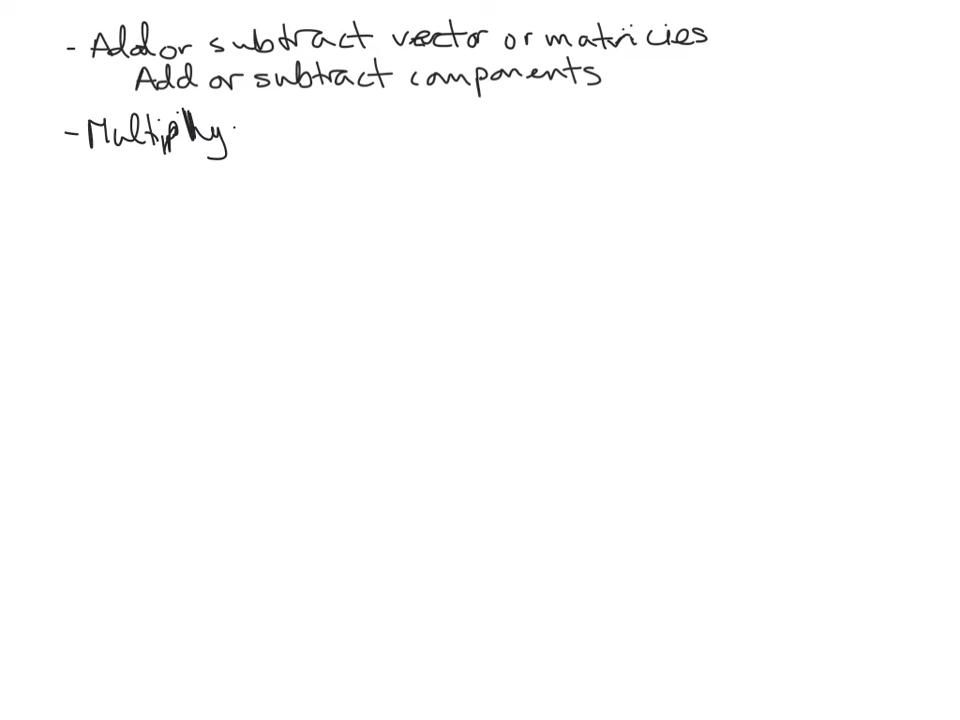 - Add or subtract vector or matricies
Add or subtract components
- Multiply